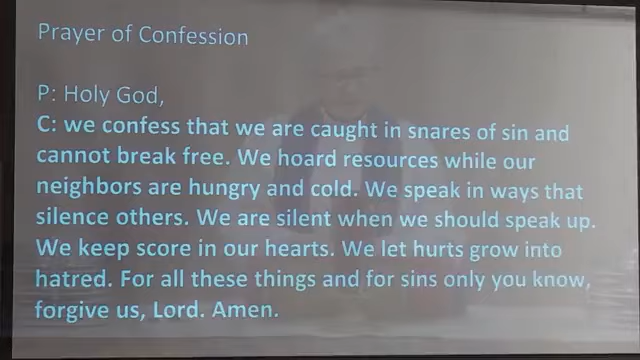 Prayer of Confession
P: Holy God,
C: we confess that we are caught in snares of sin and
cannot break free. We hoard resources while our
neighbors are hungry and cold. We speak in ways that
silence others. We are silent when we should speak up.
We keep score in our hearts. We let hurts grow into
hatred. For all these things and for sins only you know,
forgive us, Lord. Amen.